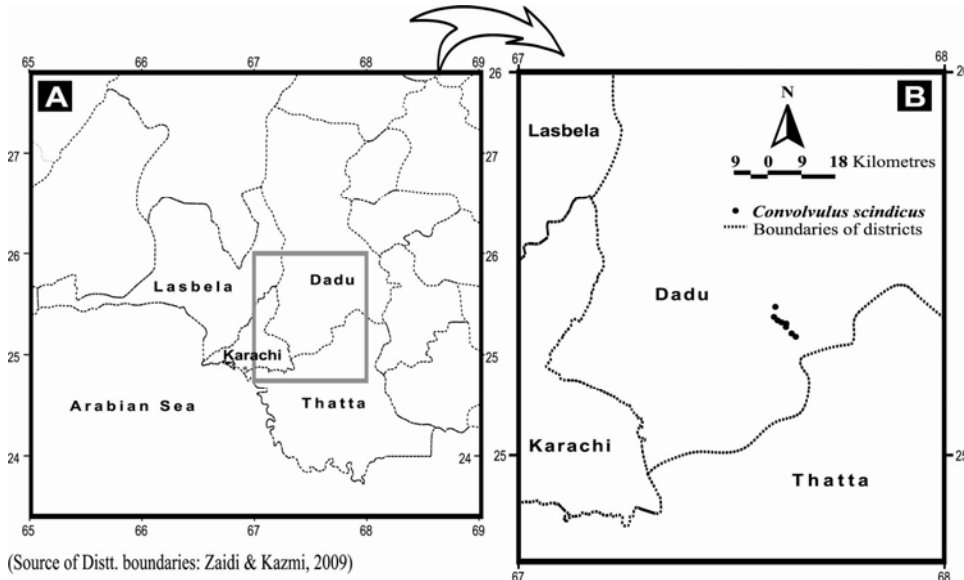 65 66 67 68 69
A
27 27
26 26
25 25
24 24
Lasbela
Dadu
Karachi
Arabian Sea
Thatta
65 66 67 68 69
(Source of Distt. boundaries: Zaidi & Kazmi, 2009)
67 68
26 26
B
Lasbela
N
9 0 9 18 Kilometres
Convolvulus scindicus
Boundaries of districts
Dadu
Karachi
25 25
Thatta
67 68